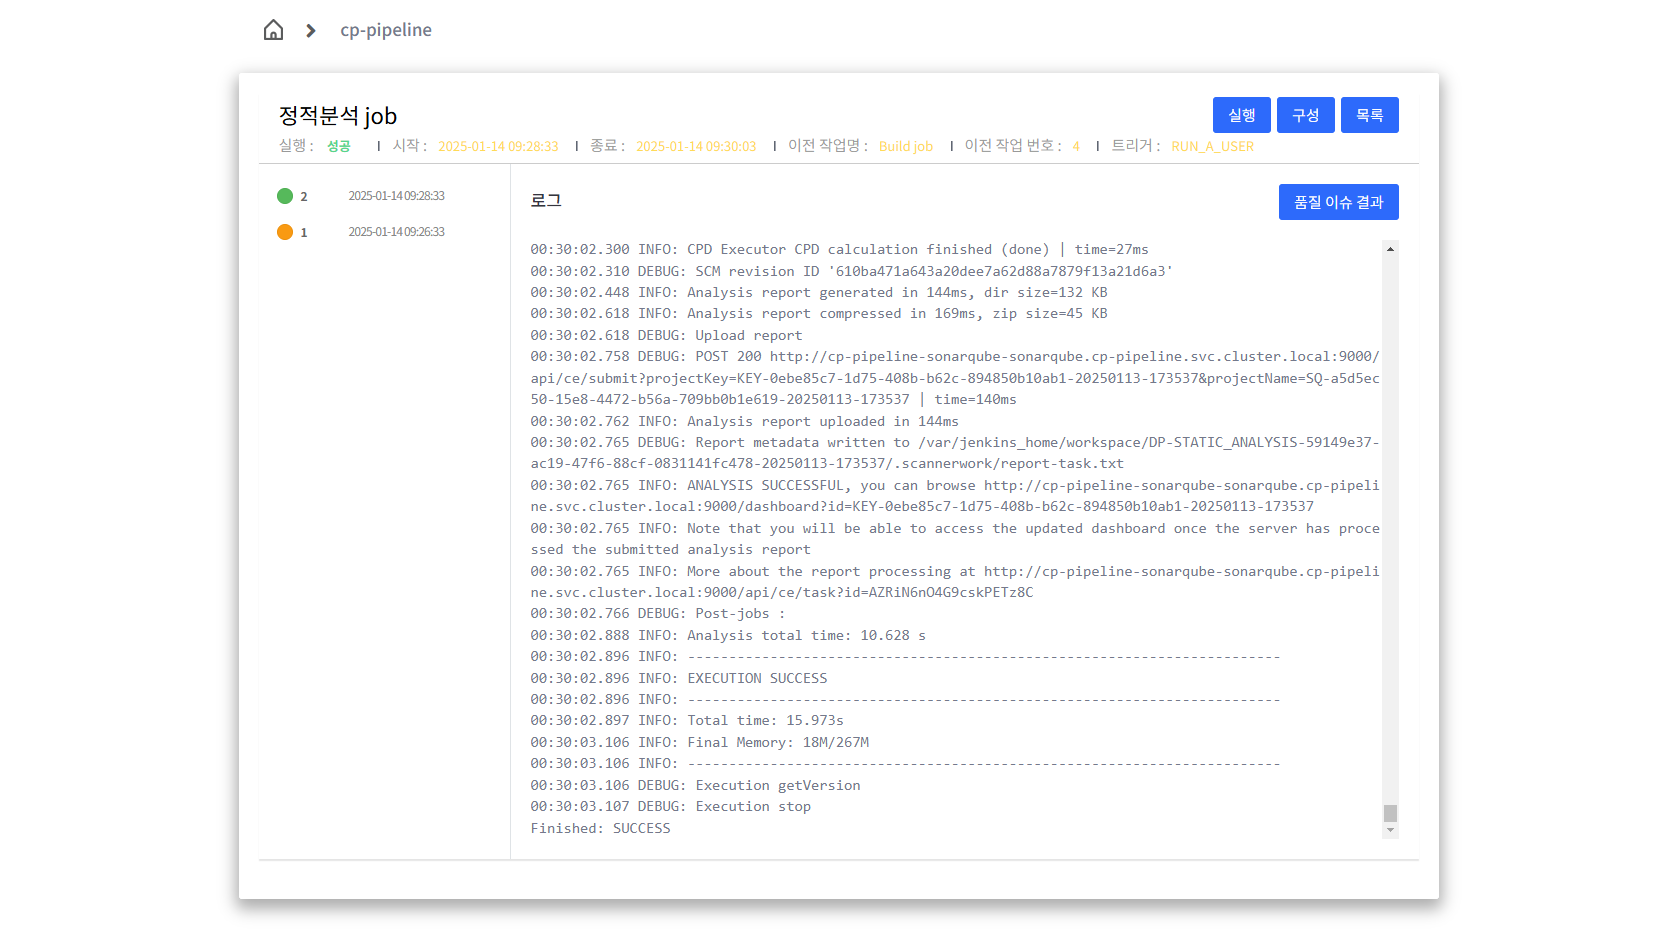 cp-pipeline
정적분석 job
실행 구성 목록
실행 : 성공 I 시작 : 2025-01-14 09:28:33 I 종료 : 2025-01-14 09:30:03 I 이전 작업명 : Build job I 이전 작업 번호 : 4 I 트리거 : RUN_A_USER
2 2025-01-14 09:28:33
1 2025-01-14 09:26:33
로그
품질 이슈 결과
00:30:02.300 INFO: CPD Executor CPD calculation finished (done) | time=27ms
00:30:02.310 DEBUG: SCM revision ID '610ba471a643a20dee7a62d88a7879f13a21d6a3'
00:30:02.448 INFO: Analysis report generated in 144ms, dir size=132 KB
00:30:02.618 INFO: Analysis report compressed in 169ms, zip size=45 KB
00:30:02.618 DEBUG: Upload report
00:30:02.758 DEBUG: POST 200 http://cp-pipeline-sonarqube-sonarqube.cp-pipeline.svc.cluster.local:9000/
api/ce/submit?projectKey=KEY-0ebe85c7-1d75-408b-b62c-894850b10ab1-20250113-173537&projectName=SQ-a5d5ec
50-15e8-4472-b56a-709bb0b1e619-20250113-173537 | time=140ms
00:30:02.762 INFO: Analysis report uploaded in 144ms
00:30:02.765 DEBUG: Report metadata written to /var/jenkins_home/workspace/DP-STATIC_ANALYSIS-59149e37-
ac19-47f6-88cf-0831141fc478-20250113-173537/.scannerwork/report-task.txt
00:30:02.765 INFO: ANALYSIS SUCCESSFUL, you can browse http://cp-pipeline-sonarqube-sonarqube.cp-pipeli
ne.svc.cluster.local:9000/dashboard?id=KEY-0ebe85c7-1d75-408b-b62c-894850b10ab1-20250113-173537
00:30:02.765 INFO: Note that you will be able to access the updated dashboard once the server has proce
ssed the submitted analysis report
00:30:02.765 INFO: More about the report processing at http://cp-pipeline-sonarqube-sonarqube.cp-pipeli
ne.svc.cluster.local:9000/api/ce/task?id=AZRiN6nO4G9cskPETz8C
00:30:02.766 DEBUG: Post-jobs :
00:30:02.888 INFO: Analysis total time: 10.628 s
00:30:02.896 INFO: ------------------------------------------------------------------------
00:30:02.896 INFO: EXECUTION SUCCESS
00:30:02.896 INFO: ------------------------------------------------------------------------
00:30:02.897 INFO: Total time: 15.973s
00:30:03.106 INFO: Final Memory: 18M/267M
00:30:03.106 INFO: ------------------------------------------------------------------------
00:30:03.106 DEBUG: Execution getVersion
00:30:03.107 DEBUG: Execution stop
Finished: SUCCESS